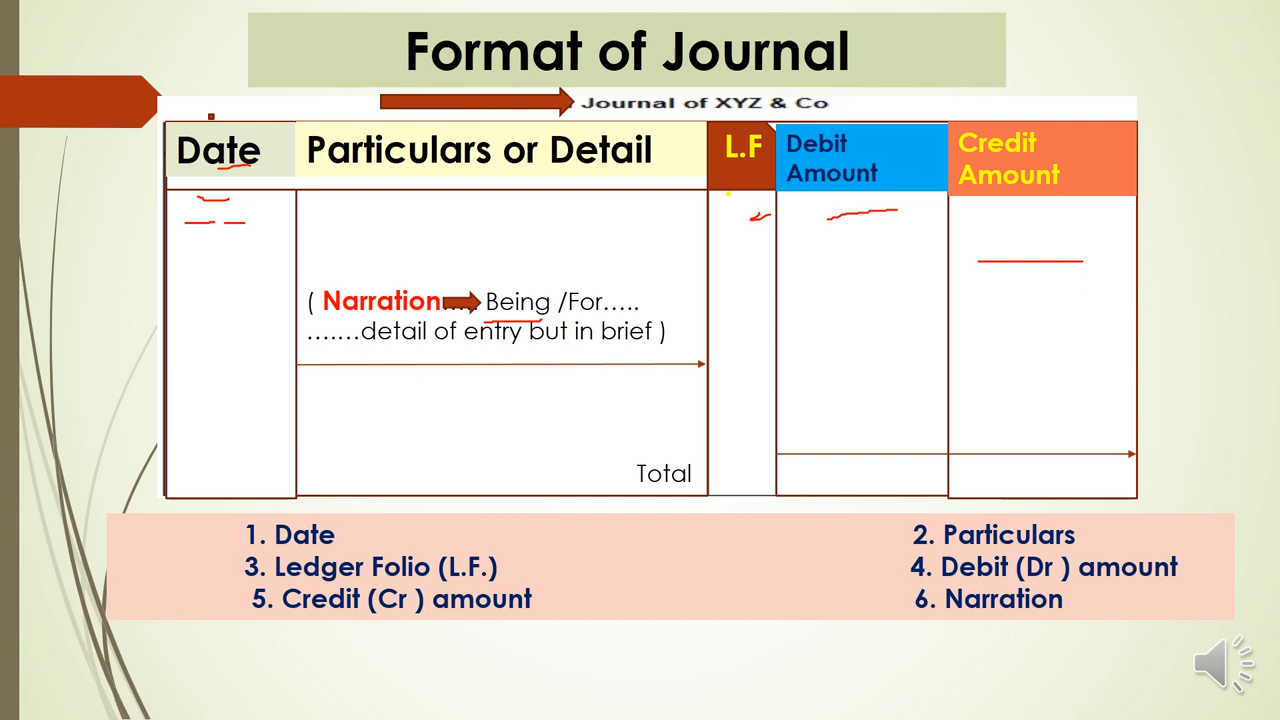 Format of Journal
Journal of XYZ & Co
Date
Particulars or Detail
L.F
Debit
Amount
Credit
Amount
( Narration..... Being /For…..
…….detail of entry but in brief )
Total
1. Date
2. Particulars
3. Ledger Folio (L.F.)
4. Debit (Dr ) amount
5. Credit (Cr ) amount
6. Narration